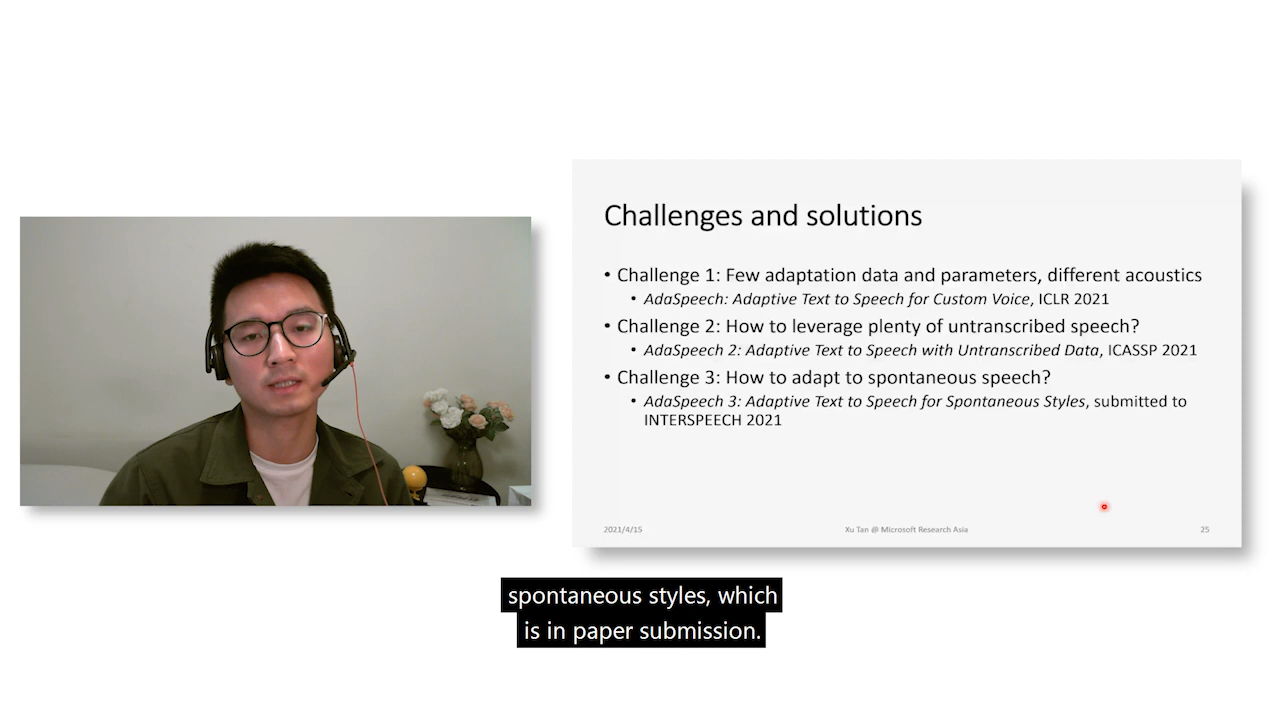 Challenges and solutions
• Challenge 1: Few adaptation data and parameters, different acoustics
• AdaSpeech: Adaptive Text to Speech for Custom Voice, ICLR 2021
• Challenge 2: How to leverage plenty of untranscribed speech?
• AdaSpeech 2: Adaptive Text to Speech with Untranscribed Data, ICASSP 2021
• Challenge 3: How to adapt to spontaneous speech?
• AdaSpeech 3: Adaptive Text to Speech for Spontaneous Styles, submitted to
INTERSPEECH 2021
2021/4/15 Xu Tan @ Microsoft Research Asia 25
spontaneous styles, which
is in paper submission.